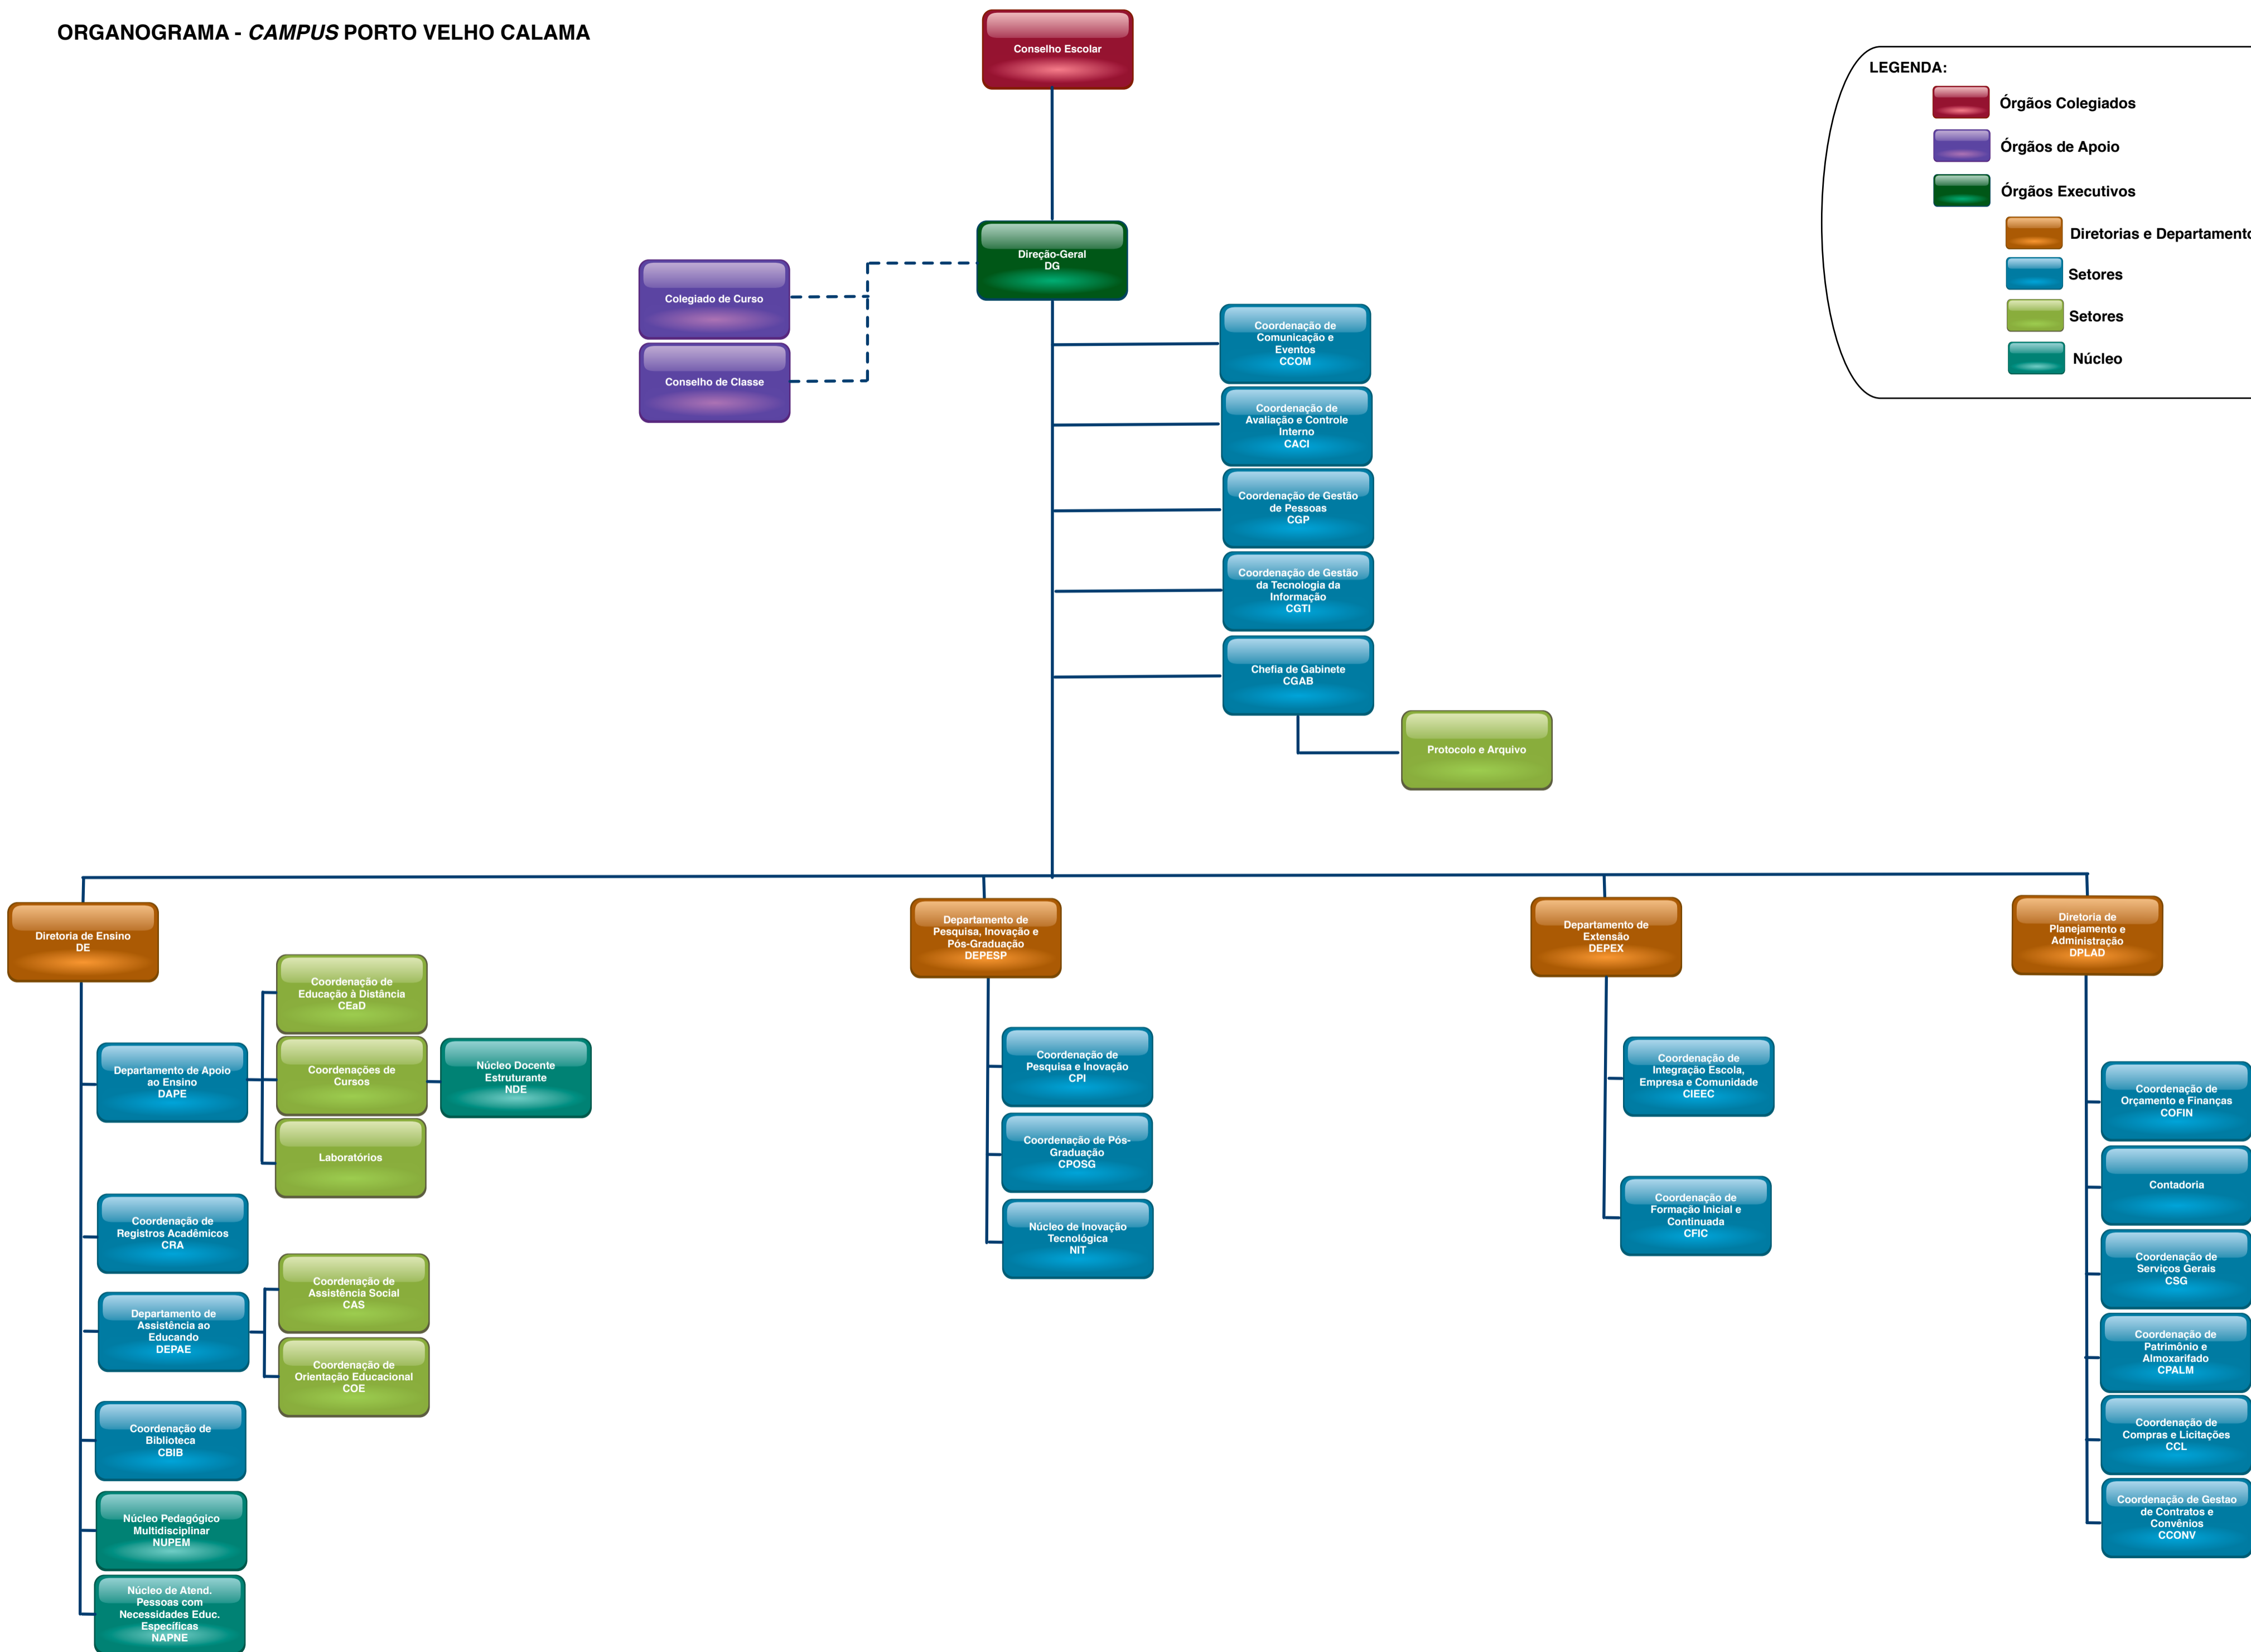 ORGANOGRAMA - CAMPUS PORTO VELHO CALAMA
Conselho Escolar
LEGENDA:
Órgãos Colegiados
Órgãos de Apoio
Órgãos Executivos
Diretorias e Departamento
Setores
Setores
Núcleo
Direção-Geral
DG
Colegiado de Curso
Conselho de Classe
Coordenação de
Comunicação e
Eventos
CCOM
Coordenação de
Avaliação e Controle
Interno
CACI
Coordenação de Gestão
de Pessoas
CGP
Coordenação de Gestão
da Tecnologia da
Informação
CGTI
Chefia de Gabinete
CGAB
Protocolo e Arquivo
Diretoria de Ensino
DE
Departamento de Apoio
ao Ensino
DAPE
Coordenação de
Educação à Distância
CEaD
Coordenações de
Cursos
Laboratórios
Núcleo Docente
Estruturante
NDE
Coordenação de
Registros Acadêmicos
CRA
Departamento de
Assistência ao
Educando
DEPAE
Coordenação de
Assistência Social
CAS
Coordenação de
Orientação Educacional
COE
Coordenação de
Biblioteca
CBIB
Núcleo Pedagógico
Multidisciplinar
NUPEM
Núcleo de Atend.
Pessoas com
Necessidades Educ.
Específicas
NAPNE
Departamento de
Pesquisa, Inovação e
Pós-Graduação
DEPESP
Coordenação de
Pesquisa e Inovação
CPI
Coordenação de Pós-
Graduação
CPOSG
Núcleo de Inovação
Tecnológica
NIT
Departamento de
Extensão
DEPEX
Coordenação de
Integração Escola,
Empresa e Comunidade
CIEEC
Coordenação de
Formação Inicial e
Continuada
CFIC
Diretoria de
Planejamento e
Administração
DPLAD
Coordenação de
Orçamento e Finanças
COFIN
Contadoria
Coordenação de
Serviços Gerais
CSG
Coordenação de
Patrimônio e
Almoxarifado
CPALM
Coordenação de
Compras e Licitações
CCL
Coordenação de Gestao
de Contratos e
Convênios
CCONV